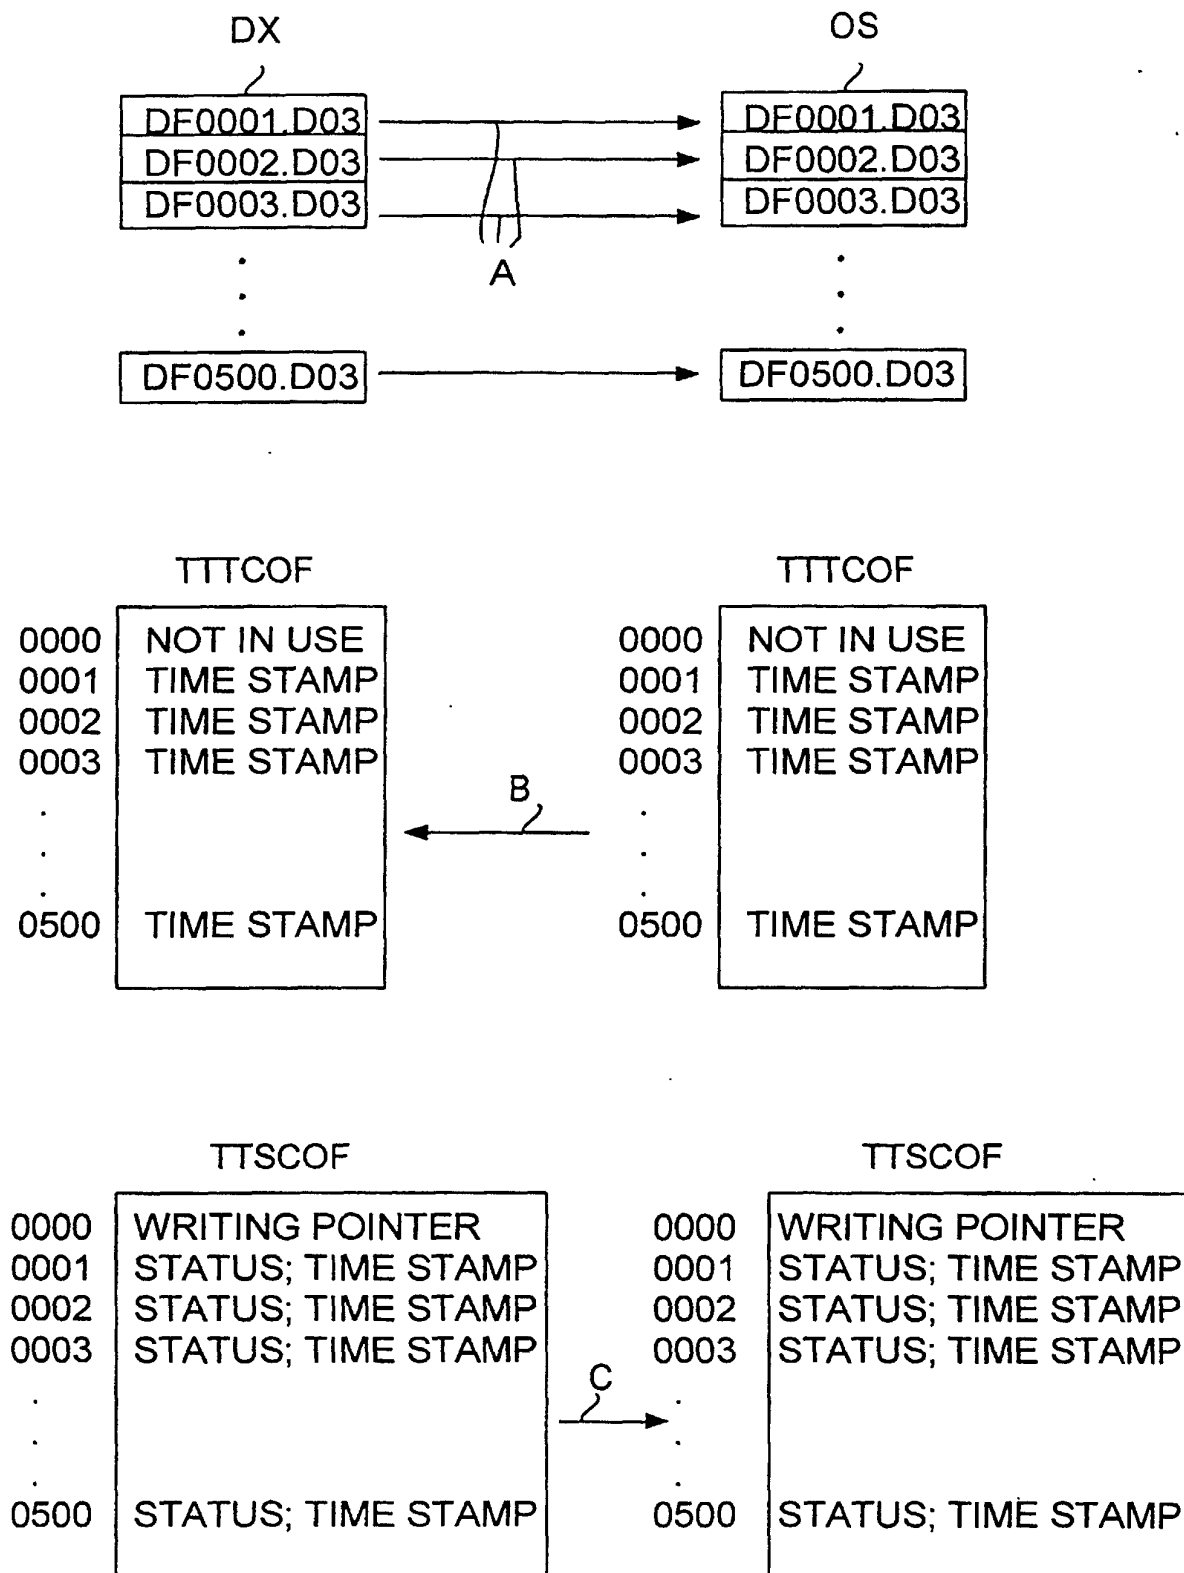 DX OS
DF0001.D03 DF0001.D03
DF0002.D03 DF0002.D03
DF0003.D03 DF0003.D03
A
DF0500.D03 DF0500.D03
TTTCOF TTTCOF
0000 NOT IN USE 0000 NOT IN USE
0001 TIME STAMP 0001 TIME STAMP
0002 TIME STAMP 0002 TIME STAMP
0003 TIME STAMP 0003 TIME STAMP
B
0500 TIME STAMP 0500 TIME STAMP
TTSCOF TTSCOF
0000 WRITING POINTER 0000 WRITING POINTER
0001 STATUS; TIME STAMP 0001 STATUS; TIME STAMP
0002 STATUS; TIME STAMP 0002 STATUS; TIME STAMP
0003 STATUS; TIME STAMP 0003 STATUS; TIME STAMP
C
0500 STATUS; TIME STAMP 0500 STATUS; TIME STAMP